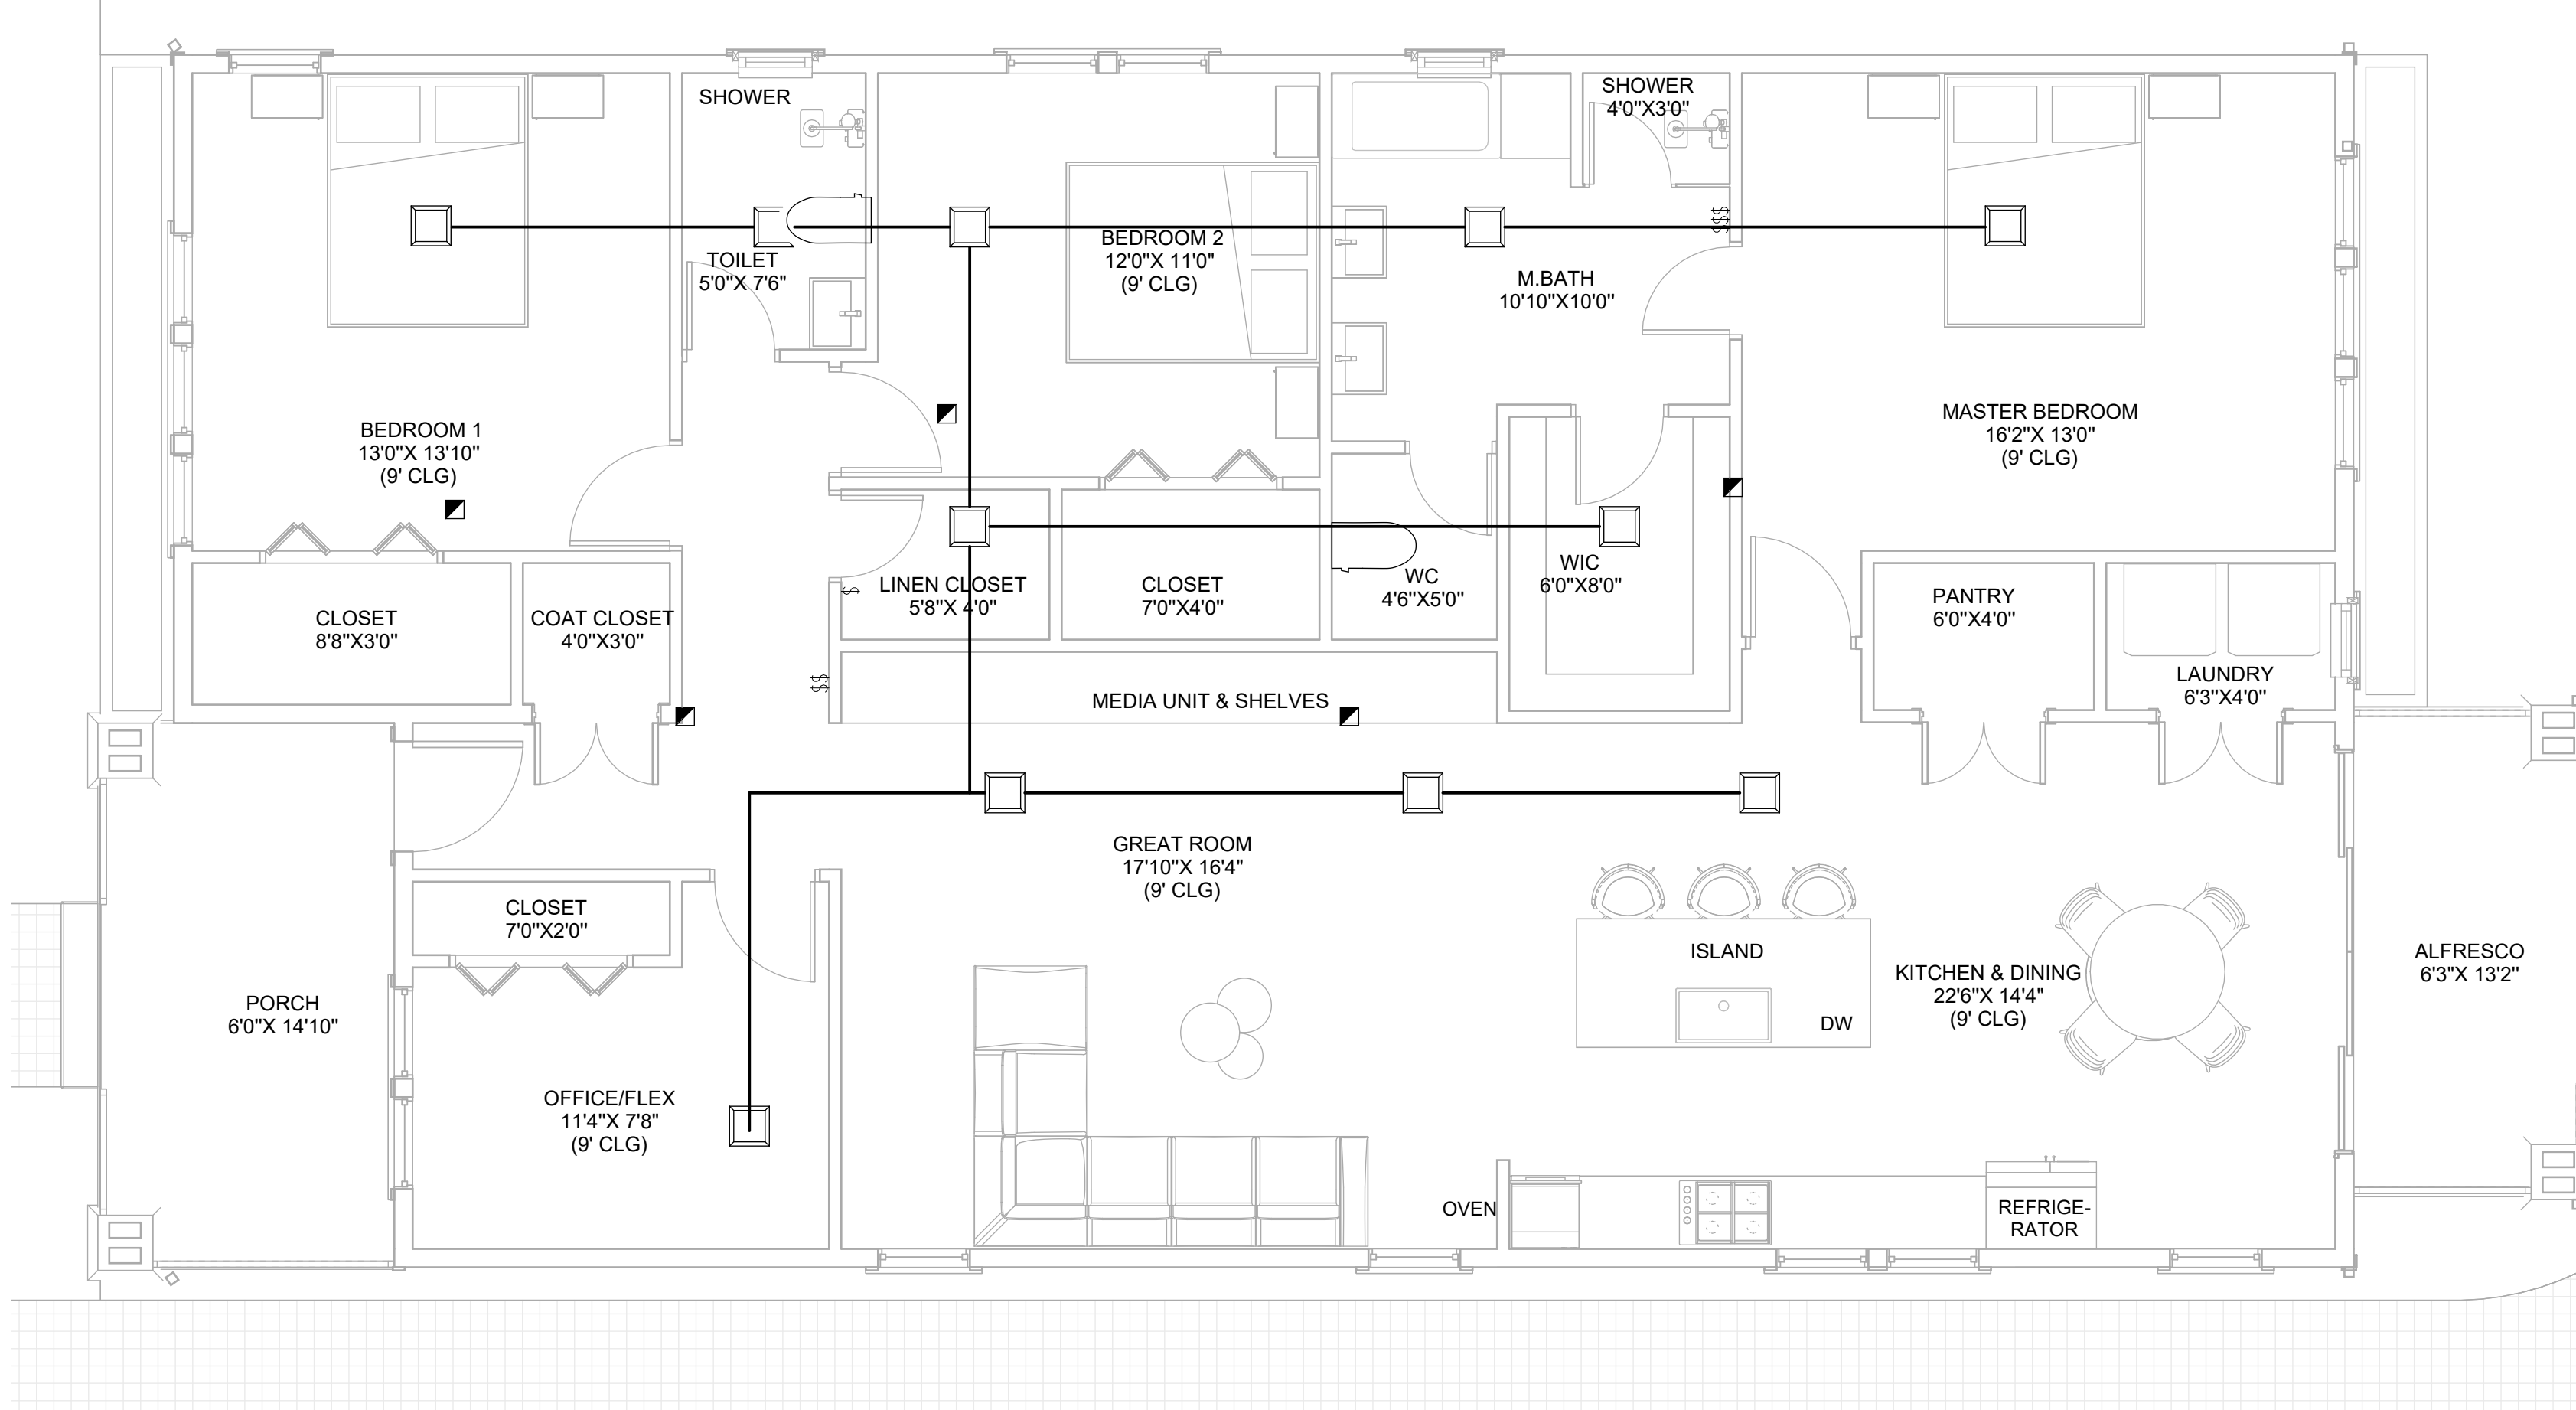 SHOWER
SHOWER
4'0"X3'0"
TOILET
5'0"X 7'6"
BEDROOM 2
12'0"X 11'0"
(9' CLG)
$$$
M.BATH
10'10"X10'0"
BEDROOM 1
13'0"X 13'10"
(9' CLG)
MASTER BEDROOM
16'2"X 13'0"
(9' CLG)
CLOSET
8'8"X3'0"
COAT CLOSET
4'0"X3'0"
$
LINEN CLOSET
5'8"X 4'0"
CLOSET
7'0"X4'0"
WC
4'6"X5'0"
WIC
6'0"X8'0"
PANTRY
6'0"X4'0"
LAUNDRY
6'3"X4'0"
$$
MEDIA UNIT & SHELVES
GREAT ROOM
17'10"X 16'4"
(9' CLG)
CLOSET
7'0"X2'0"
ISLAND
DW
KITCHEN & DINING
22'6"X 14'4"
(9' CLG)
ALFRESCO
6'3"X 13'2"
PORCH
6'0"X 14'10"
OFFICE/FLEX
11'4"X 7'8"
(9' CLG)
OVEN
REFRIGE-
RATOR